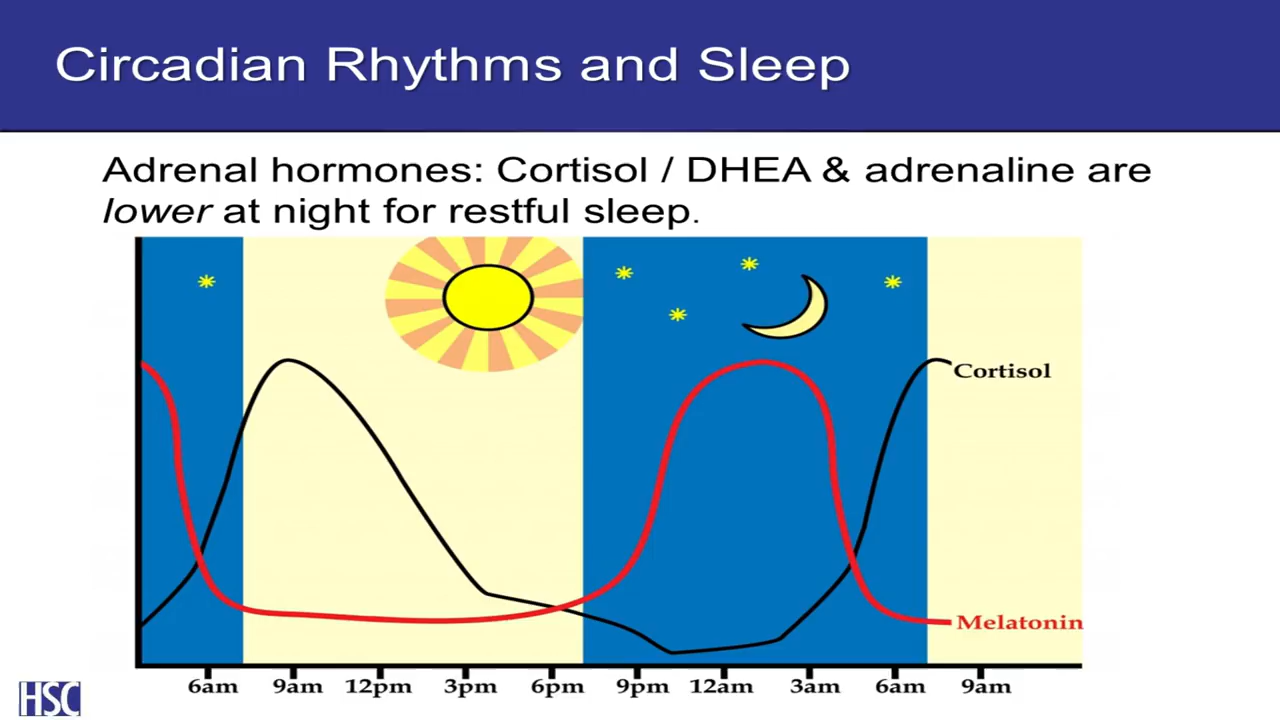 Circadian Rhythms and Sleep
Adrenal hormones: Cortisol / DHEA & adrenaline are
lower at night for restful sleep.
Cortisol
Melatonin
6am 9am 12pm 3pm 6pm 9pm 12am 3am 6am 9am
HSC